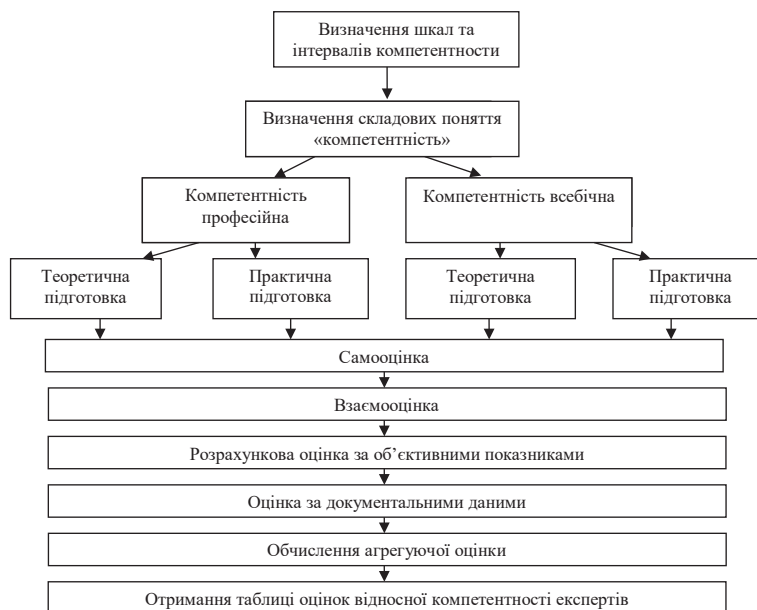 Визначення шкал та
інтервалів компетентности
Визначення складових поняття
«компетентність»
Компетентність
професійна
Компетентність всебічна
Теоретична
підготовка
Практична
підготовка
Теоретична
підготовка
Практична
підготовка
Самооцінка
Взаємооцінка
Розрахункова оцінка за об’єктивними показниками
Оцінка за документальними даними
Обчислення агрегуючої оцінки
Отримання таблиці оцінок відносної компетентності експертів